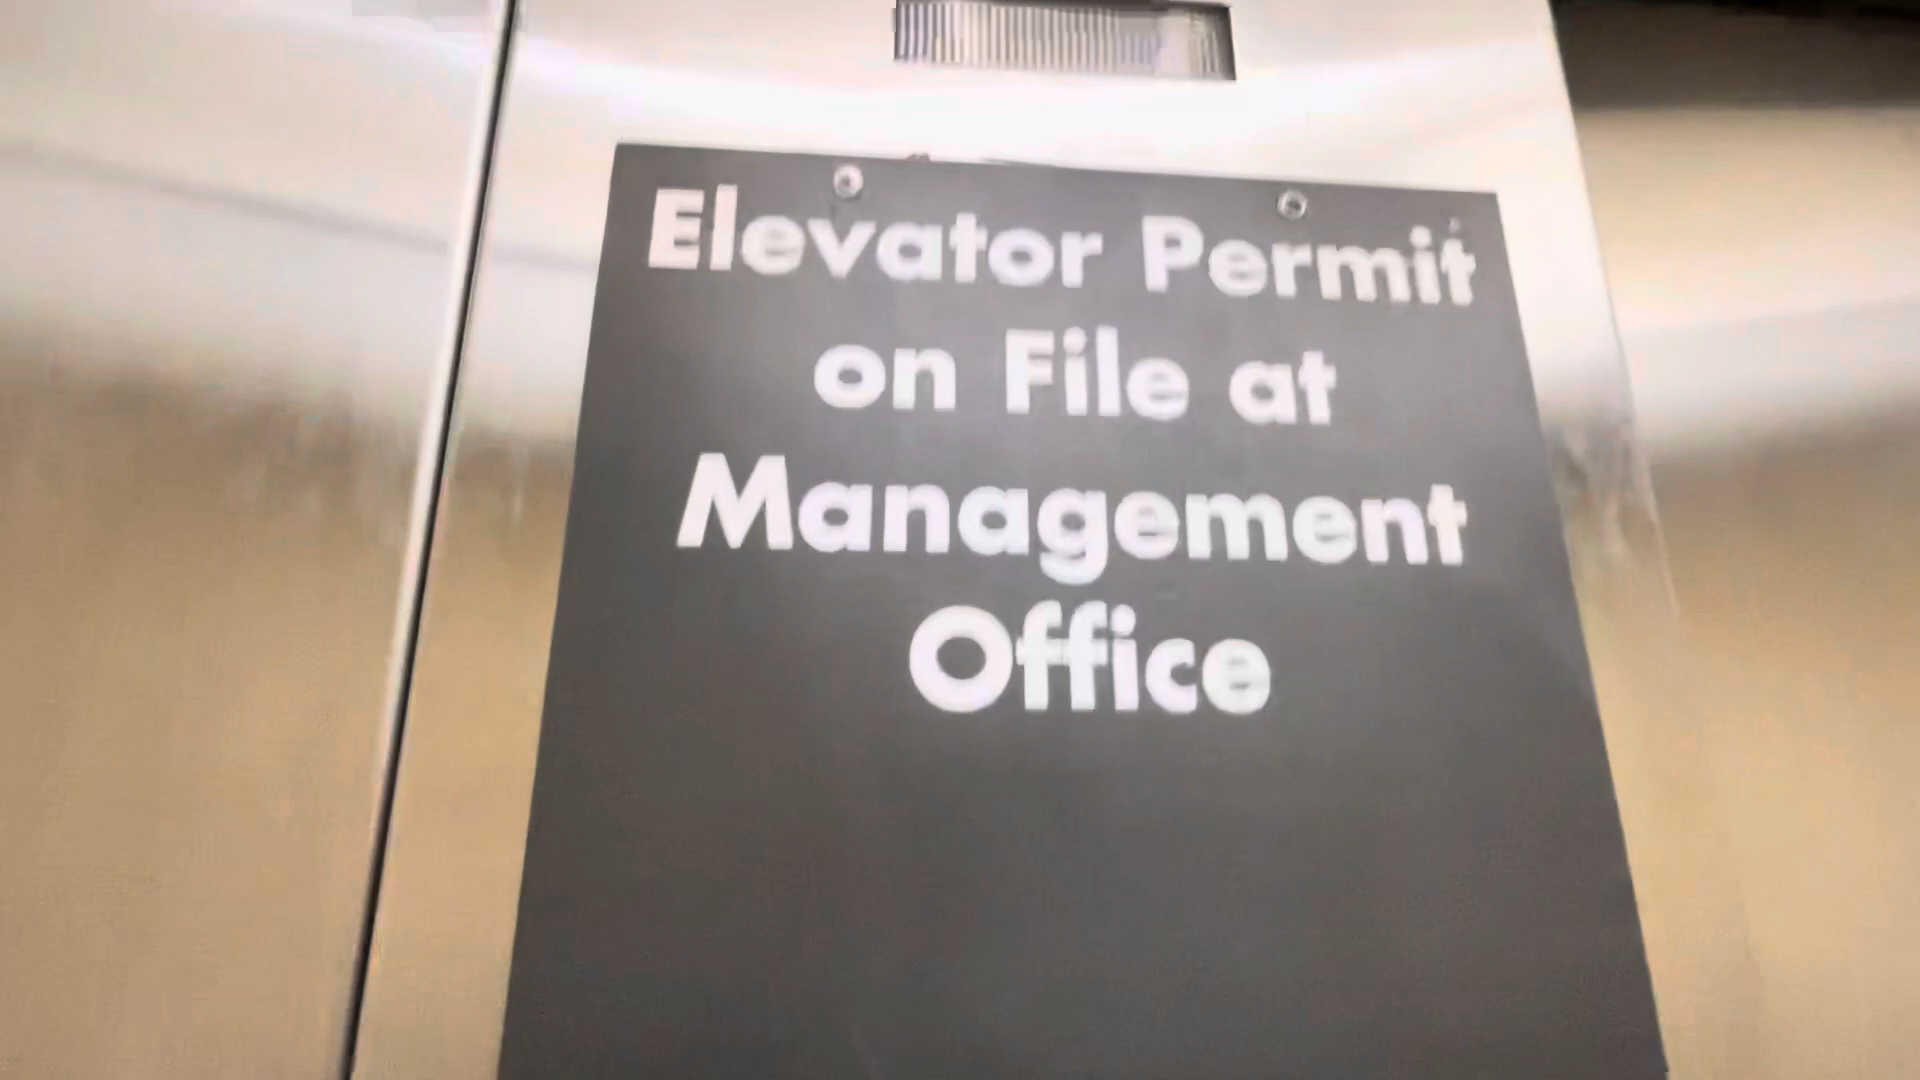 Elevator Permit
on File at
Management
Office